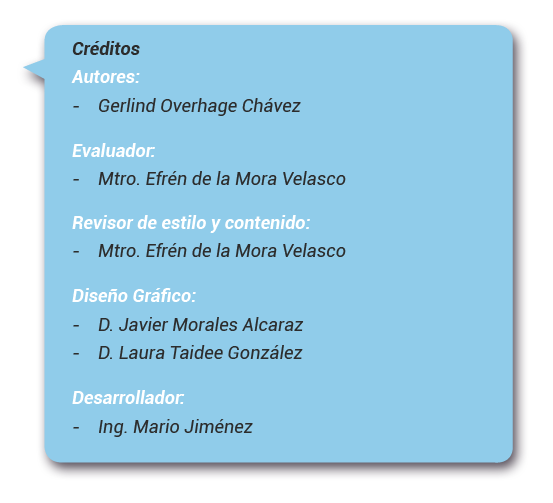 Créditos
Autores:
- Gerlind Overhage Chávez
Evaluador:
- Mtro. Efrén de la Mora Velasco
Revisor de estilo y contenido:
- Mtro. Efrén de la Mora Velasco
Diseño Gráfico:
- D. Javier Morales Alcaraz
- D. Laura Taidee González
Desarrollador:
- Ing. Mario Jiménez